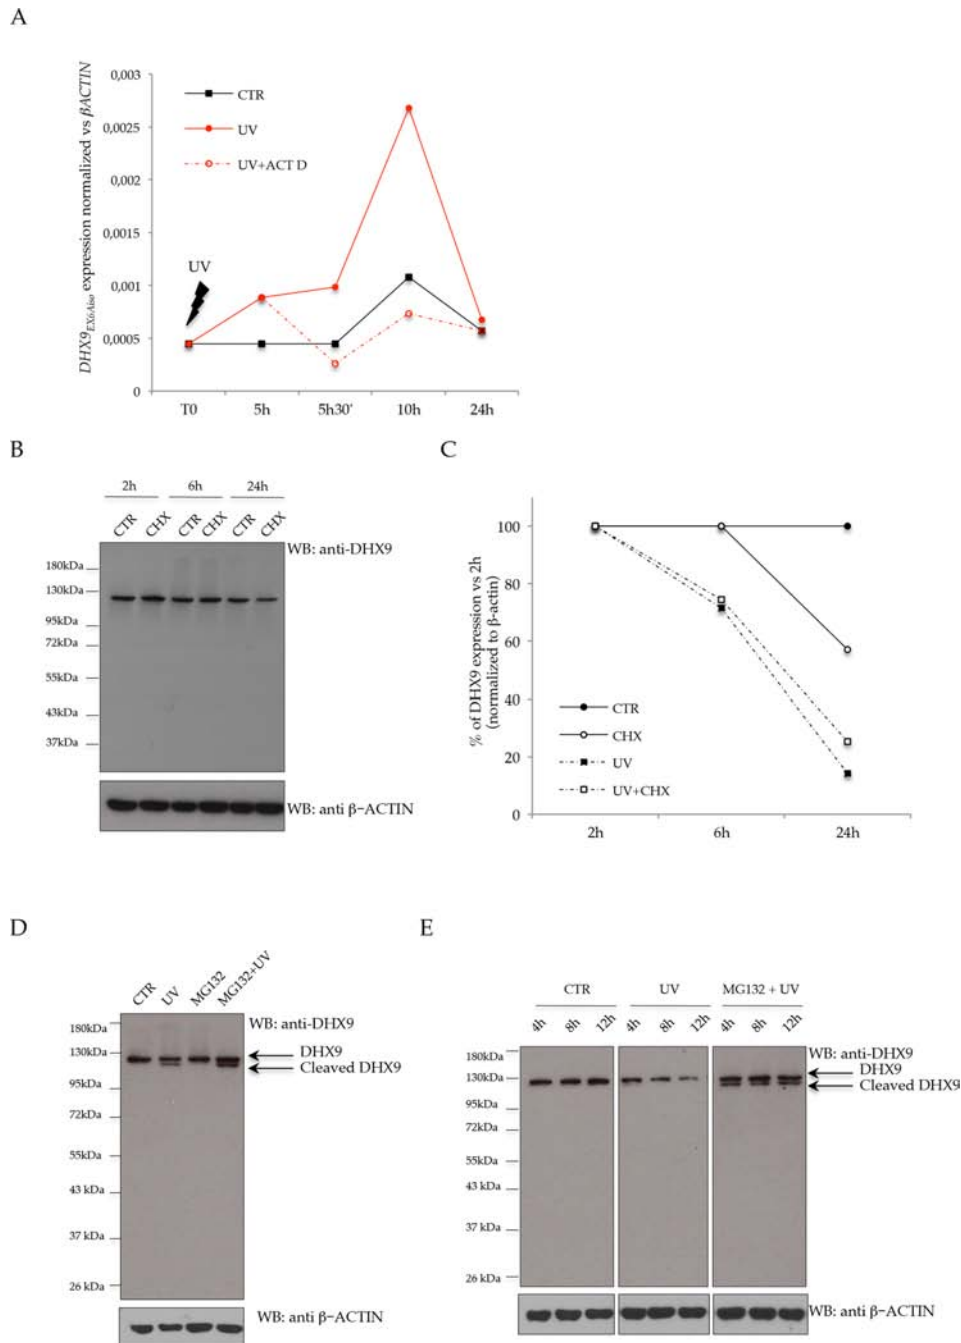 A
DHX9EX6Aiso expression normalized vs βACTIN
0,003
0,0025
0,002
0,0015
0,001
0,0005
0
CTR
UV
UV+ACT D
UV
T0 5h 5h30' 10h 24h
B
2h 6h 24h
CTR CHX CTR CHX CTR CHX
WB: anti-DHX9
180kDa
130kDa
95kDa
72kDa
55kDa
43kDa
37kDa
WB: anti β-ACTIN
C
% of DHX9 expression vs 2h
(normalized to β-actin)
100
80
60
40
20
0
CTR
CHX
UV
UV+CHX
2h 6h 24h
D
CTR UV MG132 MG132+UV
WB: anti-DHX9
180kDa
130kDa
DHX9
Cleaved DHX9
95kDa
72kDa
55kDa
43 kDa
37 kDa
26 kDa
WB: anti β-ACTIN
E
CTR UV MG132 + UV
4h 8h 12h 4h 8h 12h 4h 8h 12h
WB: anti-DHX9
180kDa
DHX9
130kDa
Cleaved DHX9
95kDa
72kDa
55kDa
43 kDa
37 kDa
26 kDa
WB: anti β-ACTIN